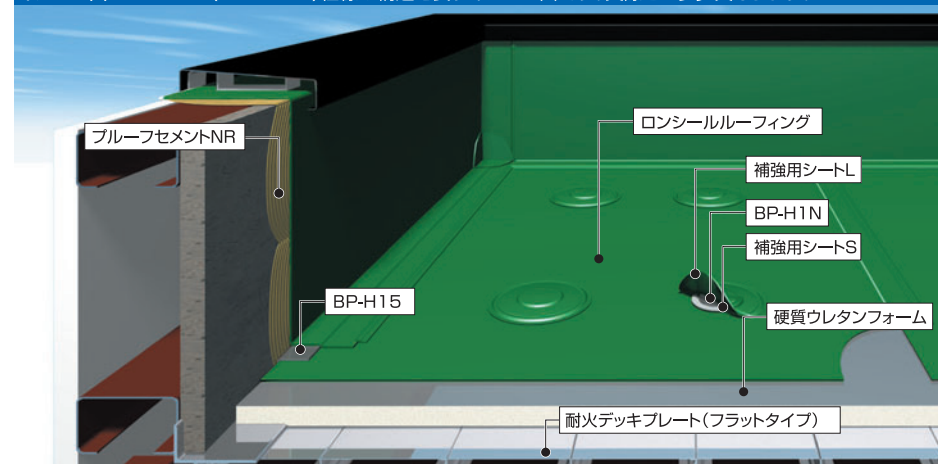 プルーフセメントNR
ロンシールルーフィング
補強用シートL
BP-H1N
補強用シートS
BP-H15
硬質ウレタンフォーム
耐火デッキプレート(フラットタイプ)